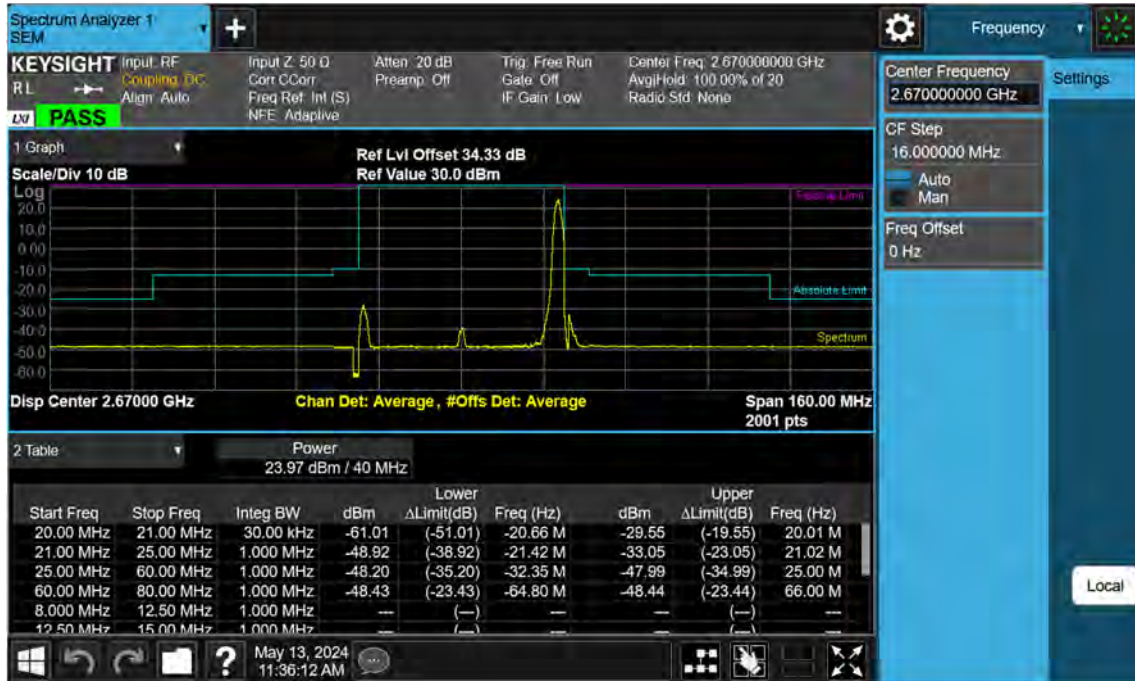 Spectrum Analyzer 1
SEM
+
Frequency
KEYSIGHT
RL
LXI
PASS
Input: RF
Coupling: DC
Align: Auto
Input Z: 50 Ω
Corr CCorr
Freq Ref: Int (S)
NFE: Adaptive
Atten: 20 dB
Preamp: Off
Trig: Free Run
Gate: Off
IF Gain: Low
Center Freq: 2.670000000 GHz
Avg|Hold: 100.00% of 20
Radio Std: None
Center Frequency
2.670000000 GHz
Settings
CF Step
16.000000 MHz
Auto
Man
Freq Offset
0 Hz
1 Graph
Scale/Div 10 dB
Ref Lvl Offset 34.33 dB
Ref Value 30.0 dBm
Log
20.0
10.0
0.00
-10.0
-20.0
-30.0
-40.0
-50.0
-60.0
Absolute Limit
Spectrum
Disp Center 2.67000 GHz
Chan Det: Average, #Offs Det: Average
Span 160.00 MHz
2001 pts
2 Table
Power
23.97 dBm / 40 MHz
Lower Upper
Start Freq Stop Freq Integ BW dBm ΔLimit(dB) Freq (Hz) dBm ΔLimit(dB) Freq (Hz)
20.00 MHz 21.00 MHz 30.00 kHz -61.01 (-51.01) -20.66 M -29.55 (-19.55) 20.01 M
21.00 MHz 25.00 MHz 1.000 MHz -48.92 (-38.92) -21.42 M -33.05 (-23.05) 21.02 M
25.00 MHz 60.00 MHz 1.000 MHz -48.20 (-35.20) -32.35 M -47.99 (-34.99) 25.00 M
60.00 MHz 80.00 MHz 1.000 MHz -48.43 (-23.43) -64.80 M -48.44 (-23.44) 66.00 M
8.000 MHz 12.50 MHz 1.000 MHz --- (---) --- --- (---) ---
12.50 MHz 15.00 MHz 1.000 MHz --- (---) --- --- (---) ---
Local
?
May 13, 2024
11:36:12 AM